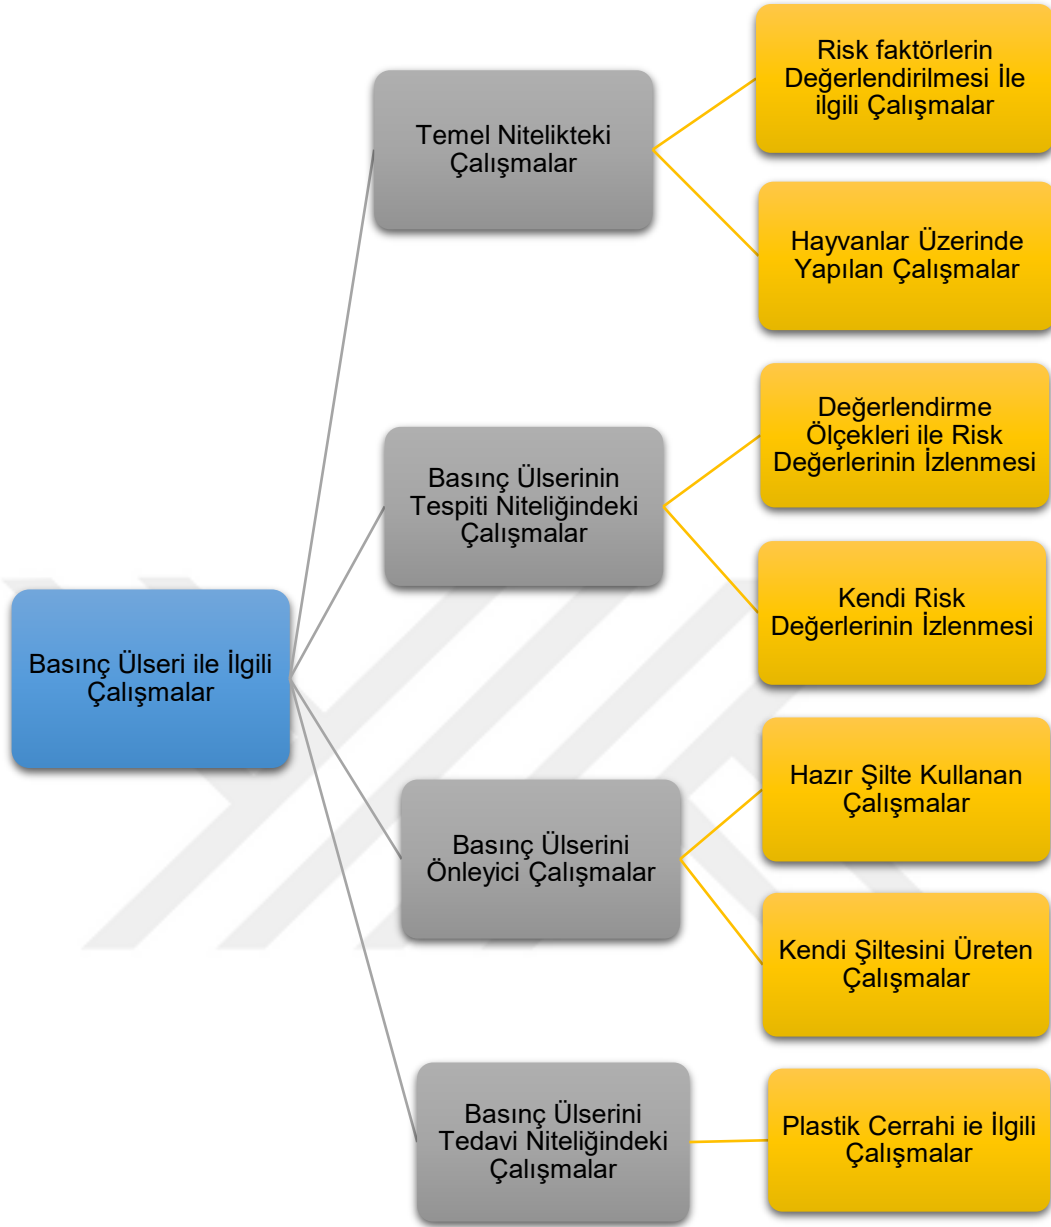 Risk faktörlerin
Değerlendirilmesi İle
ilgili Çalışmalar
Temel Nitelikteki
Çalışmalar
Hayvanlar Üzerinde
Yapılan Çalışmalar
Değerlendirme
Ölçekleri ile Risk
Değerlerinin İzlenmesi
Basınç Ülserinin
Tespiti Niteliğindeki
Çalışmalar
Kendi Risk
Değerlerinin İzlenmesi
Basınç Ülseri ile İlgili
Çalışmalar
Hazır Şilte Kullanan
Çalışmalar
Basınç Ülserini
Önleyici Çalışmalar
Kendi Şiltesini Üreten
Çalışmalar
Basınç Ülserini
Tedavi Niteliğindeki
Çalışmalar
Plastik Cerrahi ie İlgili
Çalışmalar